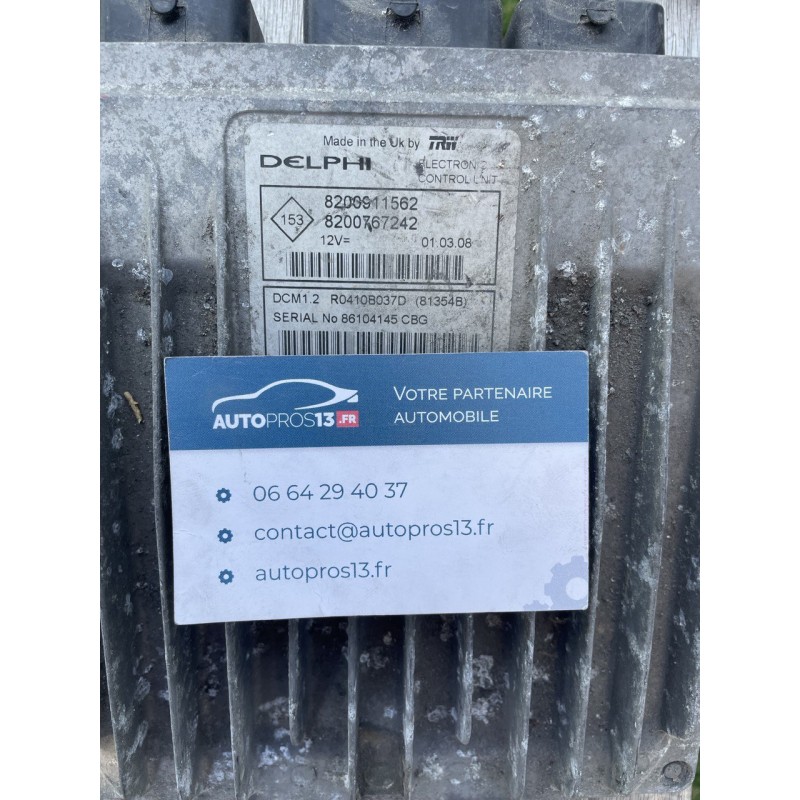 Made in the Uk by TRW
DELPHI
CONTROL UNIT
153
8200911562
8200767242
12V= 01.03.08
DCM1.2 R0410B037D (81354B)
SERIAL No 86104145 CBG
AUTOPROS13.FR
VOTRE PARTENAIRE
AUTOMOBILE
06 64 29 40 37
contact@autopros13.fr
autopros13.fr